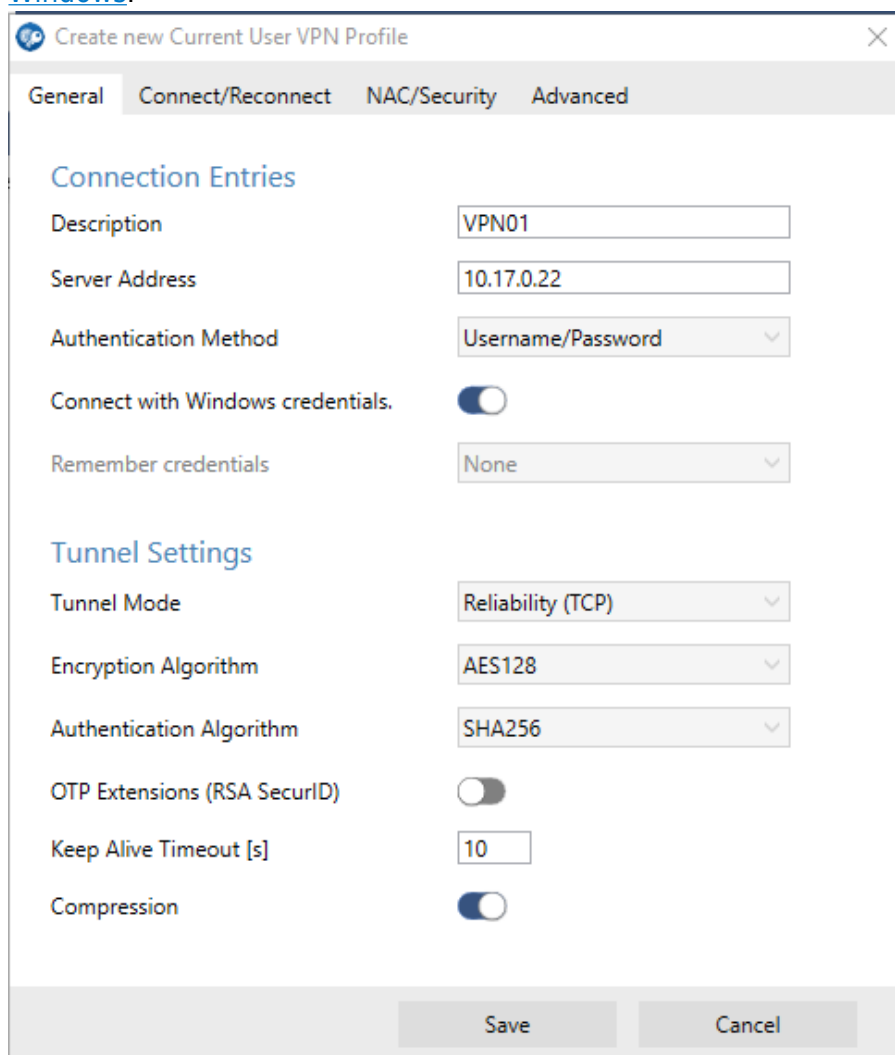 Windows.
Create new Current User VPN Profile
General Connect/Reconnect NAC/Security Advanced
Connection Entries
Description VPN01
Server Address 10.17.0.22
Authentication Method Username/Password
Connect with Windows credentials.
Remember credentials None
Tunnel Settings
Tunnel Mode Reliability (TCP)
Encryption Algorithm AES128
Authentication Algorithm SHA256
OTP Extensions (RSA SecurID)
Keep Alive Timeout [s] 10
Compression
Save Cancel